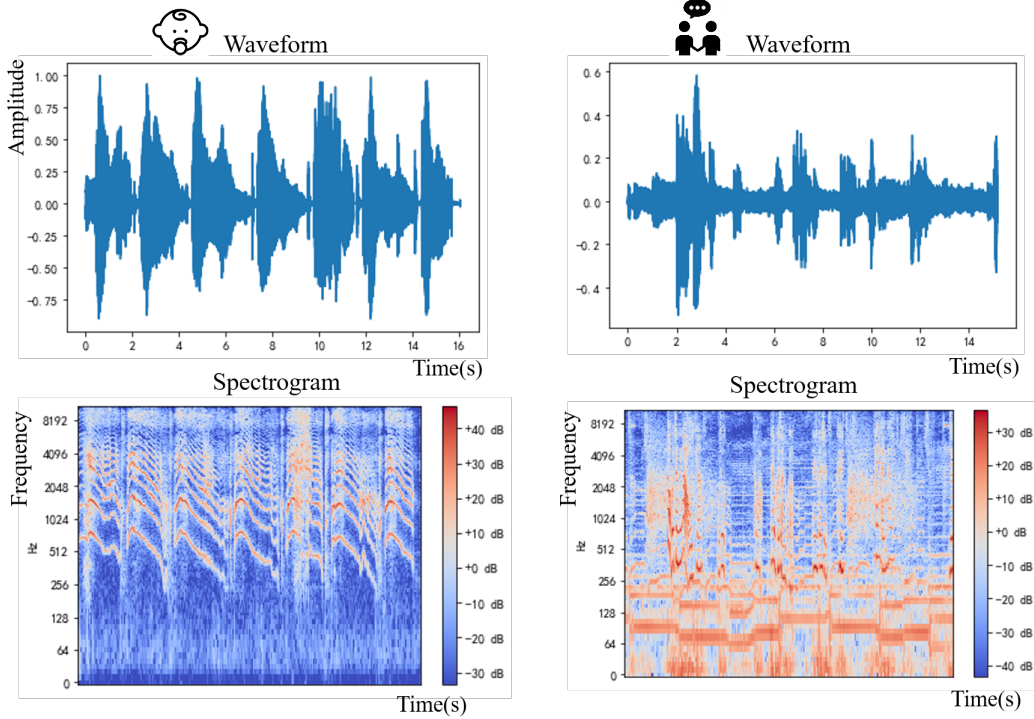 Waveform
Amplitude
1.00
0.75
0.50
0.25
0.00
−0.25
−0.50
−0.75
0 2 4 6 8 10 12 14 16
Time(s)
Waveform
0.6
0.4
0.2
0.0
−0.2
−0.4
0 2 4 6 8 10 12 14
Time(s)
Spectrogram
Frequency
Hz
8192
4096
2048
1024
512
256
128
64
0
+40 dB
+30 dB
+20 dB
+10 dB
+0 dB
−10 dB
−20 dB
−30 dB
Time(s)
Spectrogram
Frequency
Hz
8192
4096
2048
1024
512
256
128
64
0
+30 dB
+20 dB
+10 dB
+0 dB
−10 dB
−20 dB
−30 dB
−40 dB
Time(s)